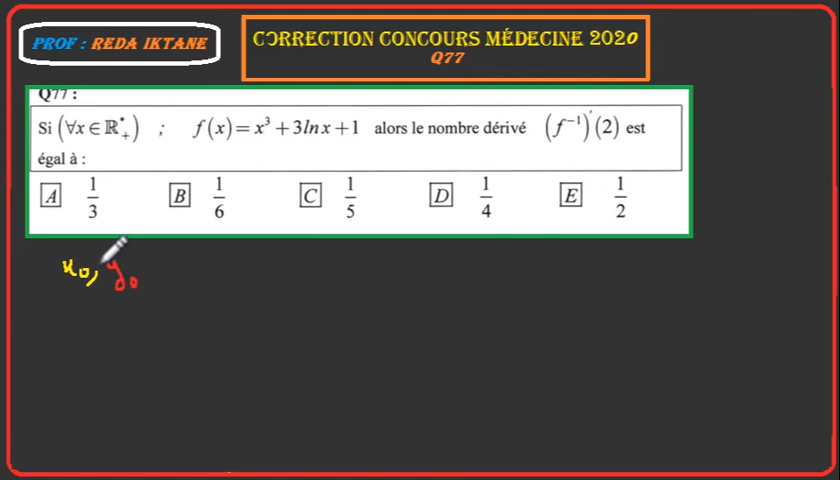 PROF : REDA IKTANE
CORRECTION CONCOURS MÉDECINE 2020
Q77
Q77 :
Si (∀x ∈ ℝ*₊) ; f(x) = x³ + 3lnx + 1 alors le nombre dérivé (f⁻¹)′(2) est
égal à :
A 1/3 B 1/6 C 1/5 D 1/4 E 1/2
x₀, y₀